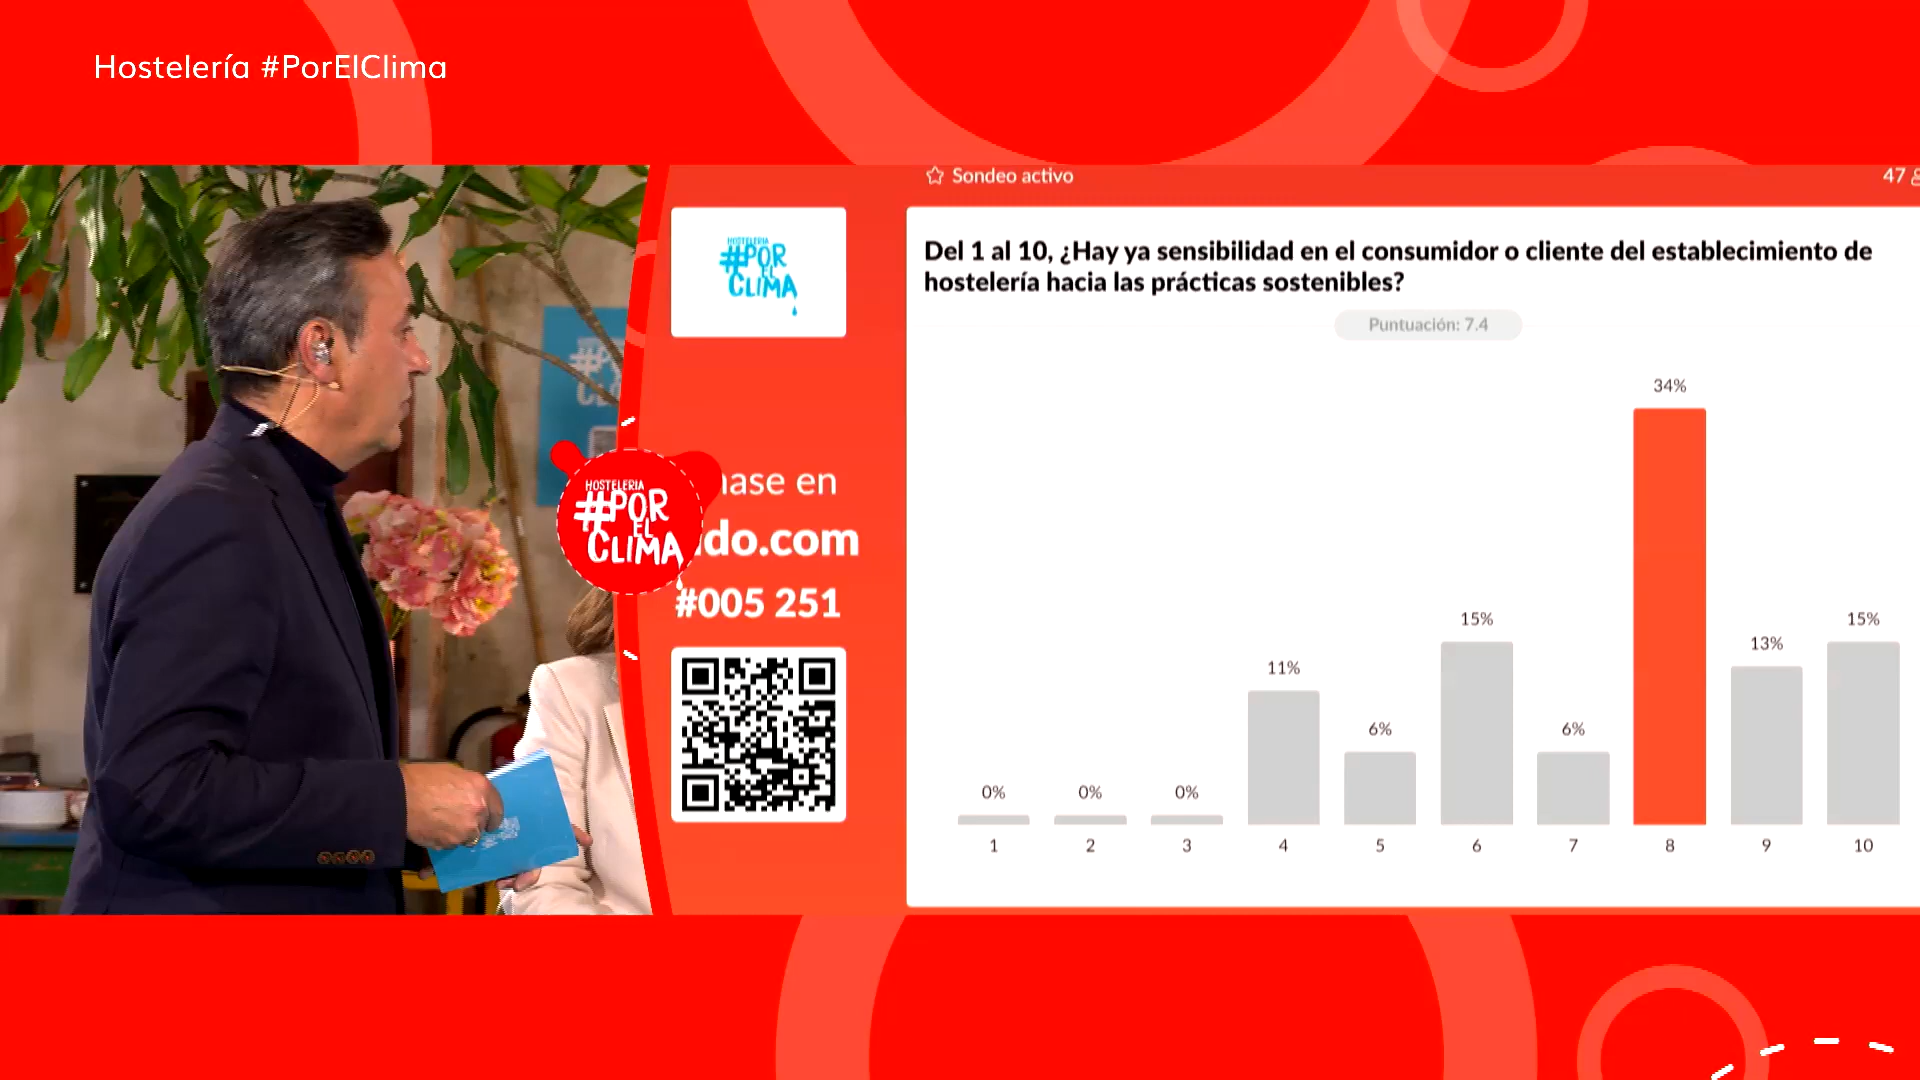 Hostelería #PorElClima
Sondeo activo
47
HOSTELERIA
#POR
EL
CLIMA
Del 1 al 10, ¿Hay ya sensibilidad en el consumidor o cliente del establecimiento de
hostelería hacia las prácticas sostenibles?
Puntuación: 7.4
34%
15%
15%
13%
11%
6%
6%
0%
0%
0%
1 2 3 4 5 6 7 8 9 10
en
do.com
#005 251
HOSTELERIA
#POR
EL
CLIMA